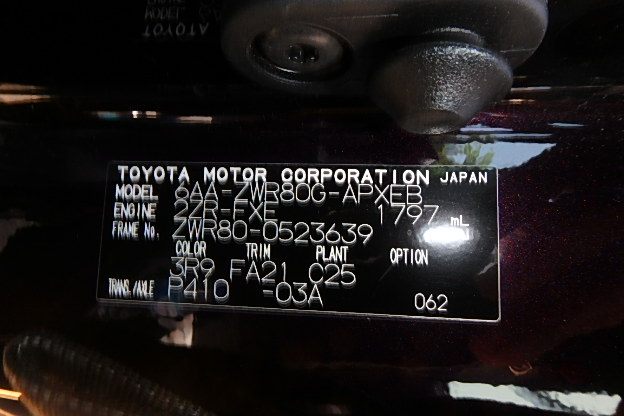 TOYOTA MOTOR CORPORATION JAPAN
MODEL 6AA-ZWR80G-APXEB
ENGINE 2ZR-FXE 1797 mL
FRAME No. ZWR80-0523639
COLOR TRIM PLANT OPTION
3R9 FA21 C25
TRANS./AXLE P410 -03A 062